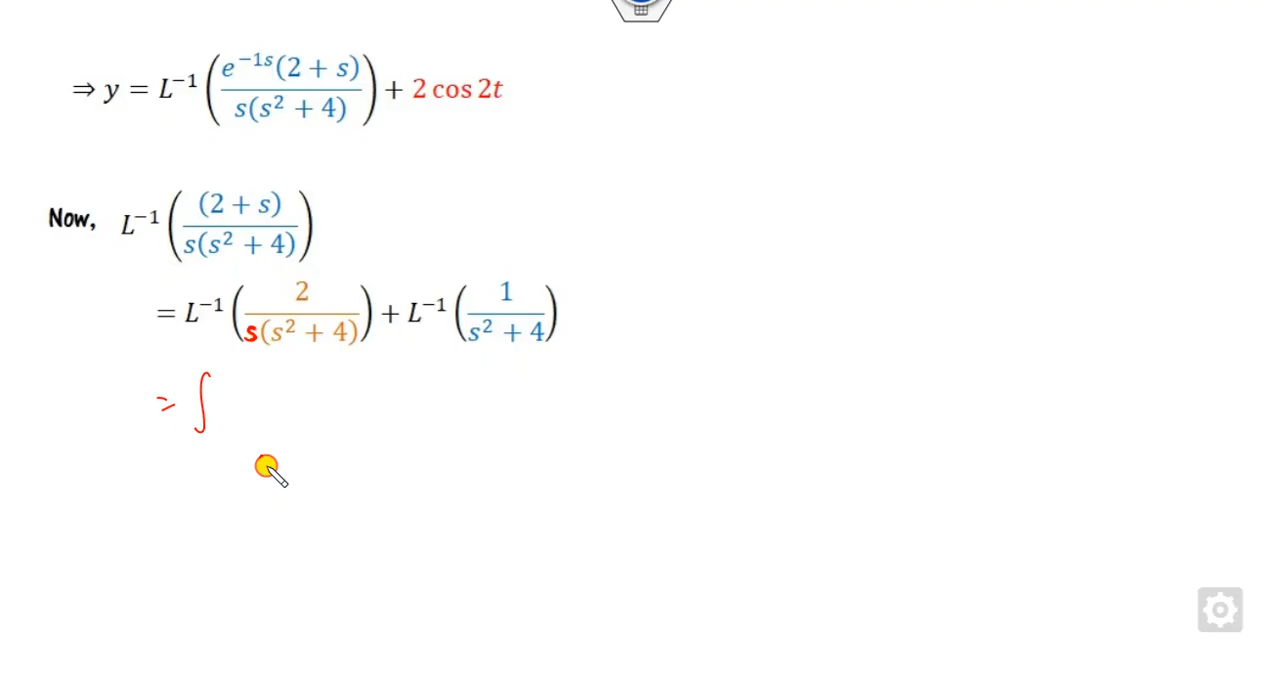 ⇒ y = L⁻¹ ( e⁻¹ˢ(2 + s) / s(s² + 4) ) + 2 cos 2t
Now, L⁻¹ ( (2 + s) / s(s² + 4) )
= L⁻¹ ( 2 / s(s² + 4) ) + L⁻¹ ( 1 / s² + 4 )
= ∫